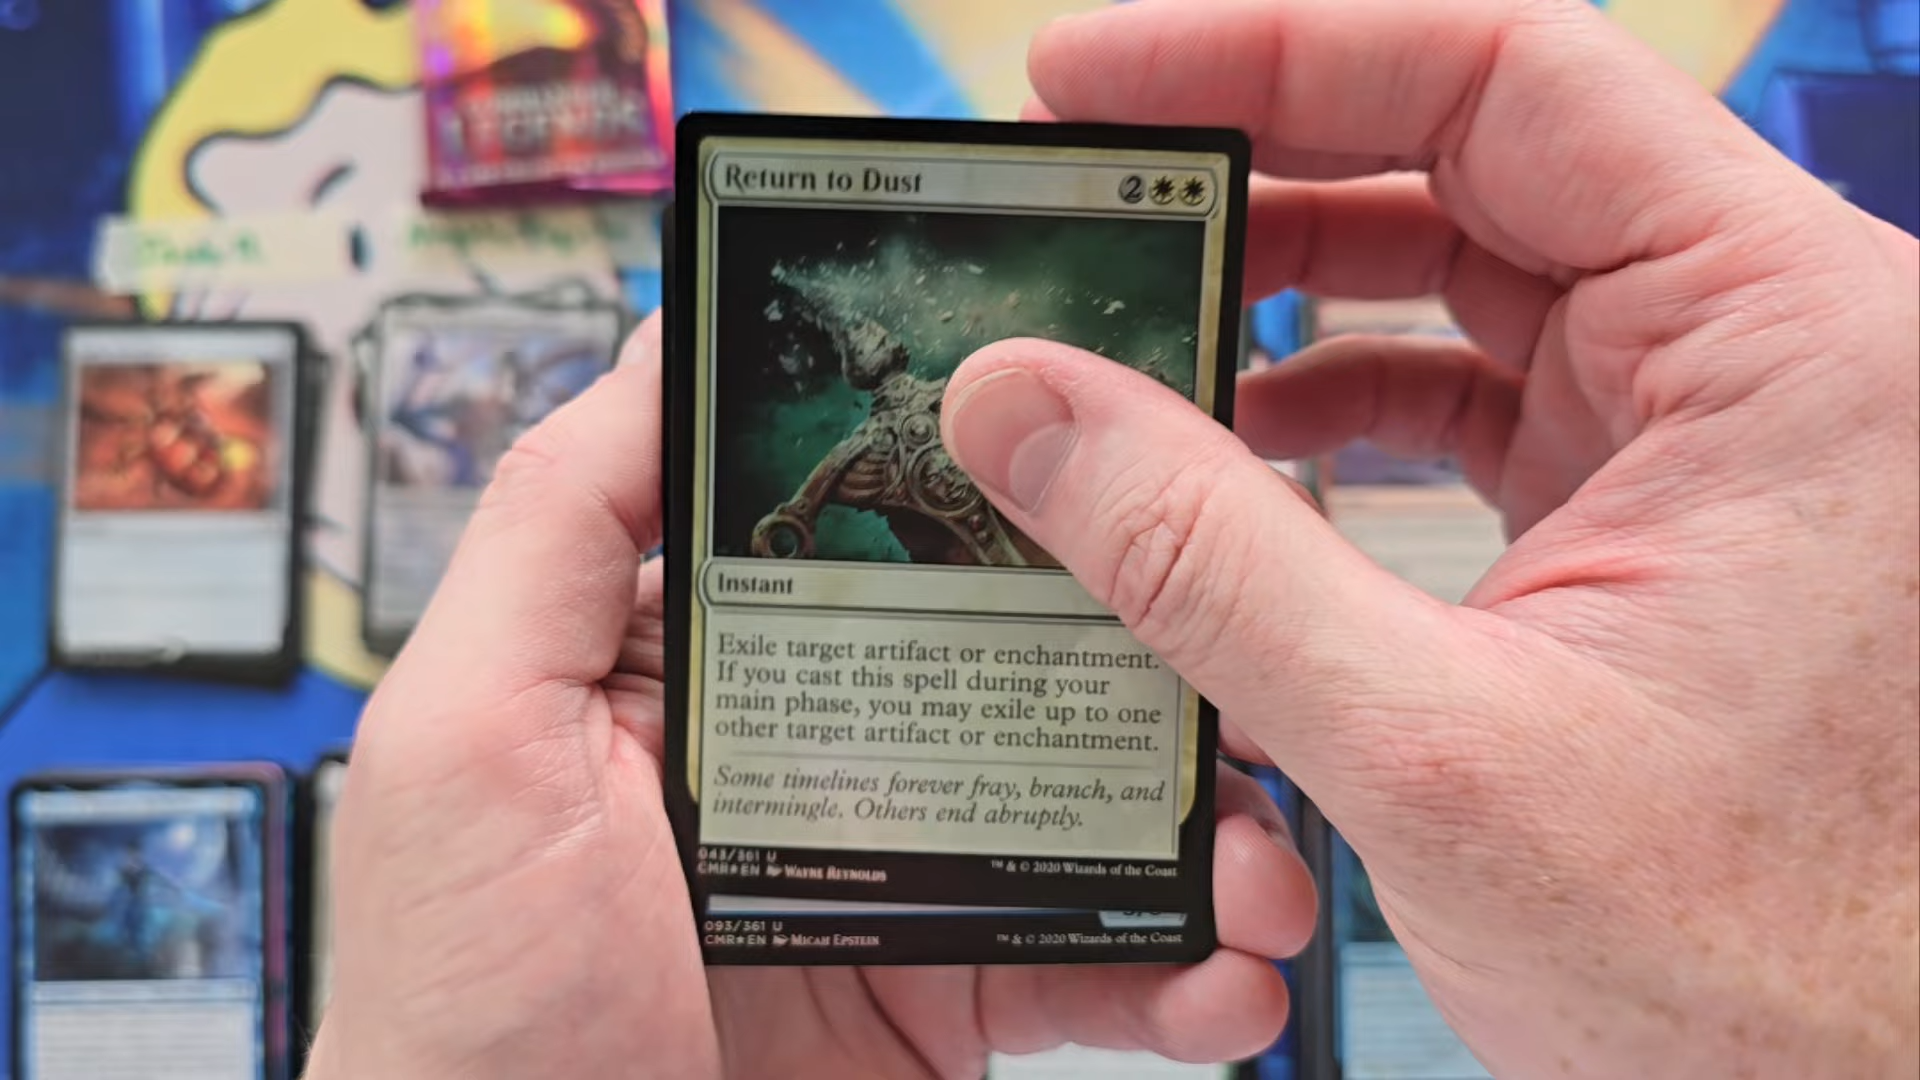 LEGENDS
Return to Dust 2
Instant
Exile target artifact or enchantment.
If you cast this spell during your
main phase, you may exile up to one
other target artifact or enchantment.
Some timelines forever fray, branch, and
intermingle. Others end abruptly.
043/361 U
CMR★EN Wayne Reynolds
™ & © 2020 Wizards of the Coast
093/361 U
CMR★EN Micah Epstein
™ & © 2020 Wizards of the Coast